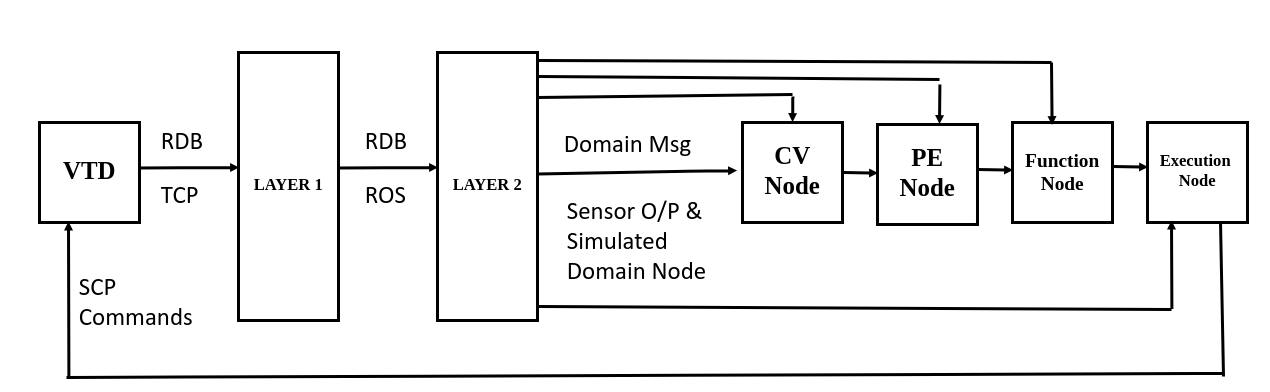 VTD
RDB
TCP
SCP
Commands
LAYER 1
RDB
ROS
LAYER 2
Domain Msg
Sensor O/P &
Simulated
Domain Node
CV
Node
PE
Node
Function
Node
Execution
Node